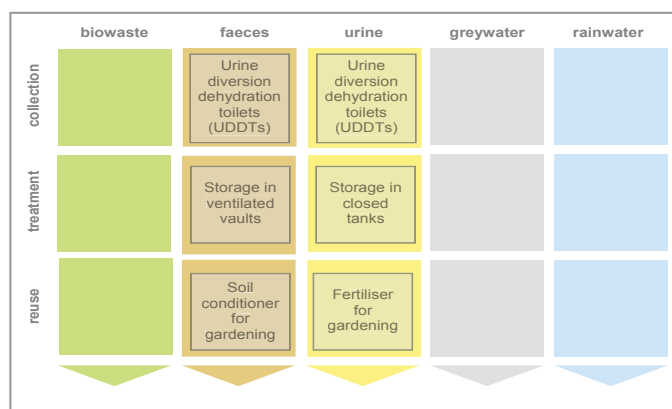 biowaste
faeces
urine
greywater
rainwater
collection
Urine
diversion
dehydration
toilets
(UDDTs)
Urine
diversion
dehydration
toilets
(UDDTs)
treatment
Storage in
ventilated
vaults
Storage in
closed
tanks
reuse
Soil
conditioner
for
gardening
Fertiliser
for
gardening